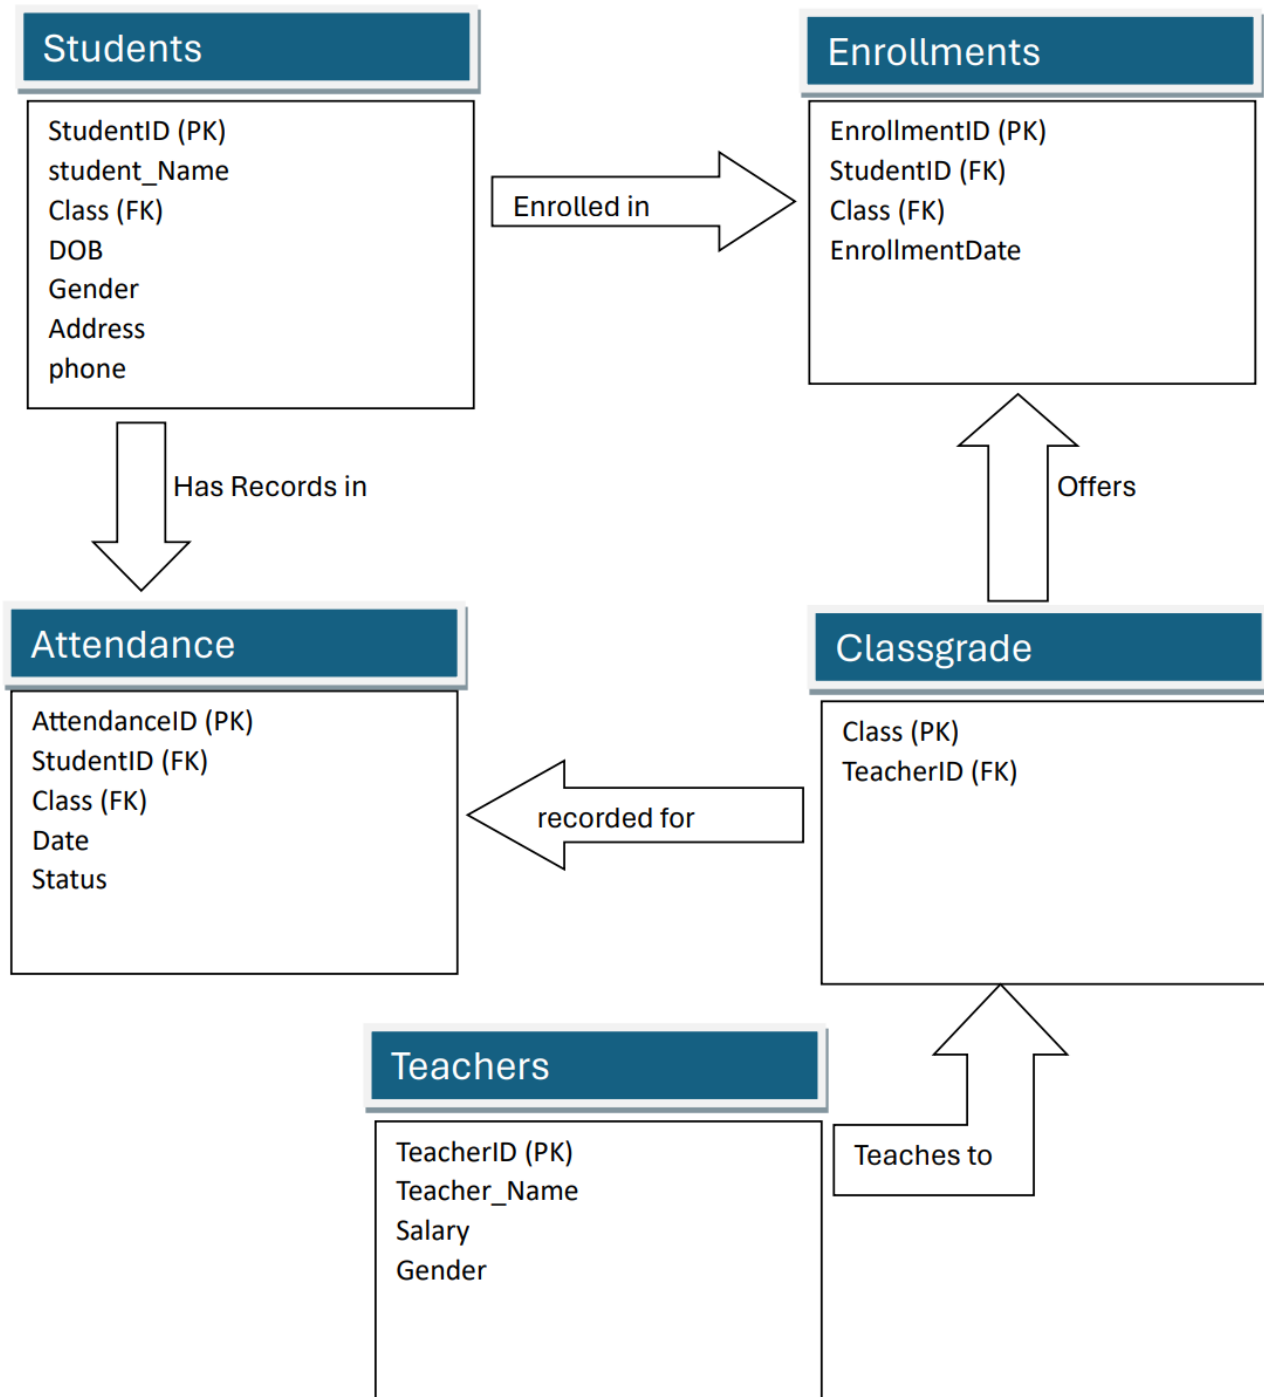 Students
StudentID (PK)
student_Name
Class (FK)
DOB
Gender
Address
phone
Enrolled in
Enrollments
EnrollmentID (PK)
StudentID (FK)
Class (FK)
EnrollmentDate
Has Records in
Offers
Attendance
AttendanceID (PK)
StudentID (FK)
Class (FK)
Date
Status
recorded for
Classgrade
Class (PK)
TeacherID (FK)
Teachers
TeacherID (PK)
Teacher_Name
Salary
Gender
Teaches to